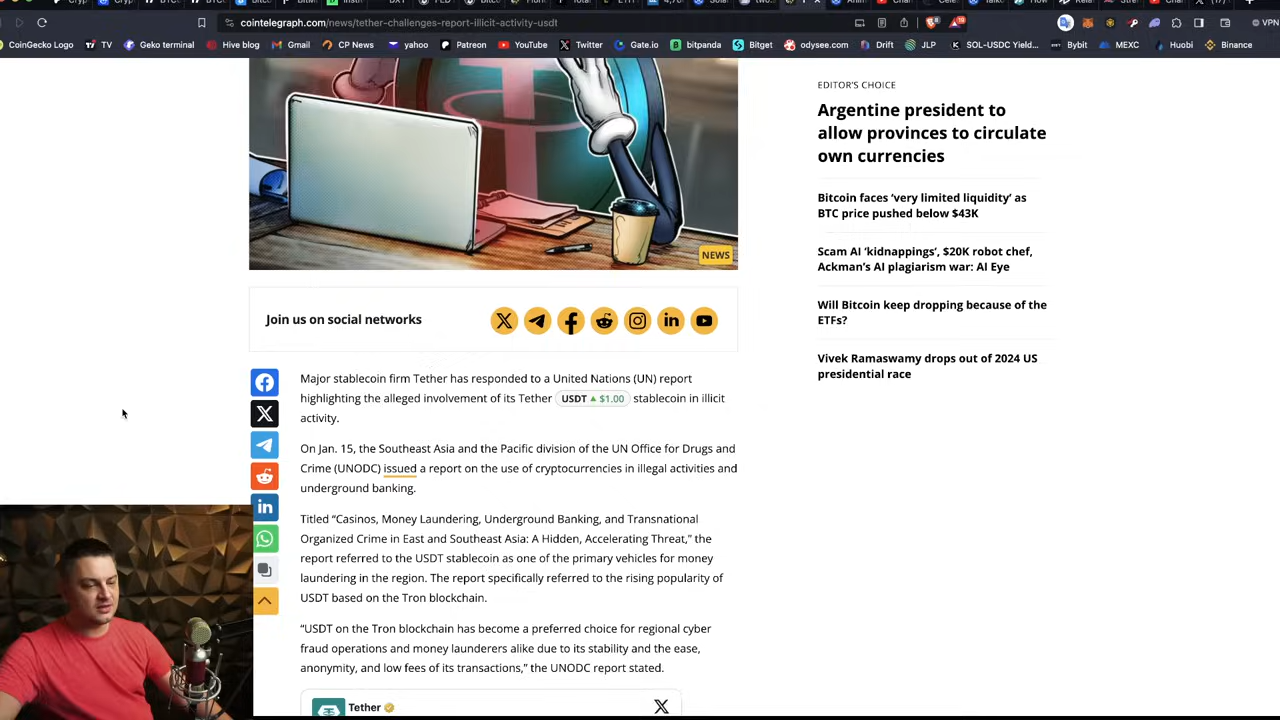 cointelegraph.com/news/tether-challenges-report-illicit-activity-usdt
VPN
CoinGecko Logo
TV
Geko terminal
Hive blog
Gmail
CP News
yahoo
Patreon
YouTube
Twitter
Gate.io
bitpanda
Bitget
odysee.com
Drift
JLP
SOL-USDC Yield...
Bybit
MEXC
Huobi
Binance
NEWS
Join us on social networks
Major stablecoin firm Tether has responded to a United Nations (UN) report
highlighting the alleged involvement of its Tether USDT ▲ $1.00 stablecoin in illicit
activity.
On Jan. 15, the Southeast Asia and the Pacific division of the UN Office for Drugs and
Crime (UNODC) issued a report on the use of cryptocurrencies in illegal activities and
underground banking.
Titled “Casinos, Money Laundering, Underground Banking, and Transnational
Organized Crime in East and Southeast Asia: A Hidden, Accelerating Threat,” the
report referred to the USDT stablecoin as one of the primary vehicles for money
laundering in the region. The report specifically referred to the rising popularity of
USDT based on the Tron blockchain.
“USDT on the Tron blockchain has become a preferred choice for regional cyber
fraud operations and money launderers alike due to its stability and the ease,
anonymity, and low fees of its transactions,” the UNODC report stated.
Tether
EDITOR’S CHOICE
Argentine president to
allow provinces to circulate
own currencies
Bitcoin faces ‘very limited liquidity’ as
BTC price pushed below $43K
Scam AI ‘kidnappings’, $20K robot chef,
Ackman’s AI plagiarism war: AI Eye
Will Bitcoin keep dropping because of the
ETFs?
Vivek Ramaswamy drops out of 2024 US
presidential race